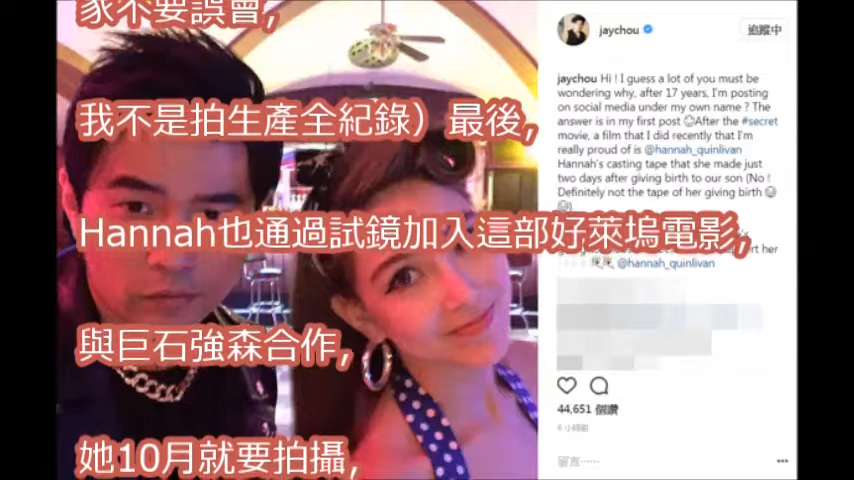 家不要誤會,
我不是拍生產全紀錄）最後,
Hannah也通過試鏡加入這部好萊塢電影,
與巨石強森合作,
她10月就要拍攝,
jaychou
追蹤中
jaychou Hi ! I guess a lot of you must be
wondering why, after 17 years, I'm posting
on social media under my own name ? The
answer is in my first post 😊After the #secret
movie, a film that I did recently that I'm
really proud of is @hannah_quinlivan
Hannah's casting tape that she made just
two days after giving birth to our son (No !
Definitely not the tape of her giving birth 😂
😂)
her
@hannah_quinlivan
44,651 個讚
6 小時前
留言……